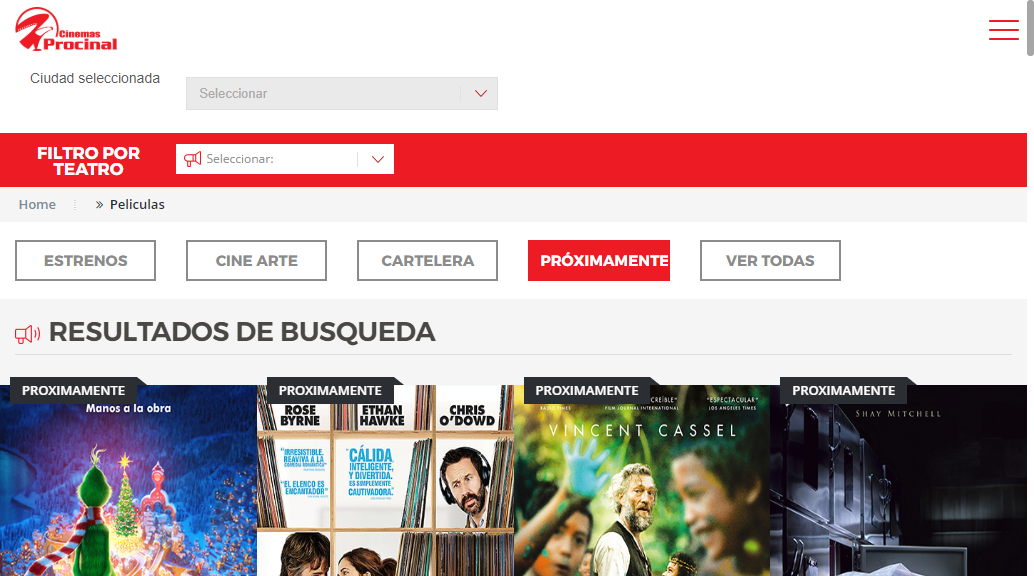 Cinemas
Procinal
Ciudad seleccionada
Seleccionar
FILTRO POR
TEATRO
Seleccionar:
Home
» Peliculas
ESTRENOS
CINE ARTE
CARTELERA
PRÓXIMAMENTE
VER TODAS
RESULTADOS DE BUSQUEDA
PROXIMAMENTE
PROXIMAMENTE
PROXIMAMENTE
PROXIMAMENTE
Manos a la obra
ROSE
BYRNE
ETHAN
HAWKE
CHRIS
O'DOWD
"IRRESISTIBLE,
REAVIVA A LA
COMEDIA ROMÁNTICA"
"EL ELENCO ES
ENCANTADOR"
"CÁLIDA
INTELIGENTE,
Y DIVERTIDA.
ES SIMPLEMENTE
CAUTIVADORA."
RADIO TIMES
FILM JOURNAL INTERNATIONAL
"ESPECTACULAR"
LOS ANGELES TIMES
VINCENT CASSEL
SHAY MITCHELL